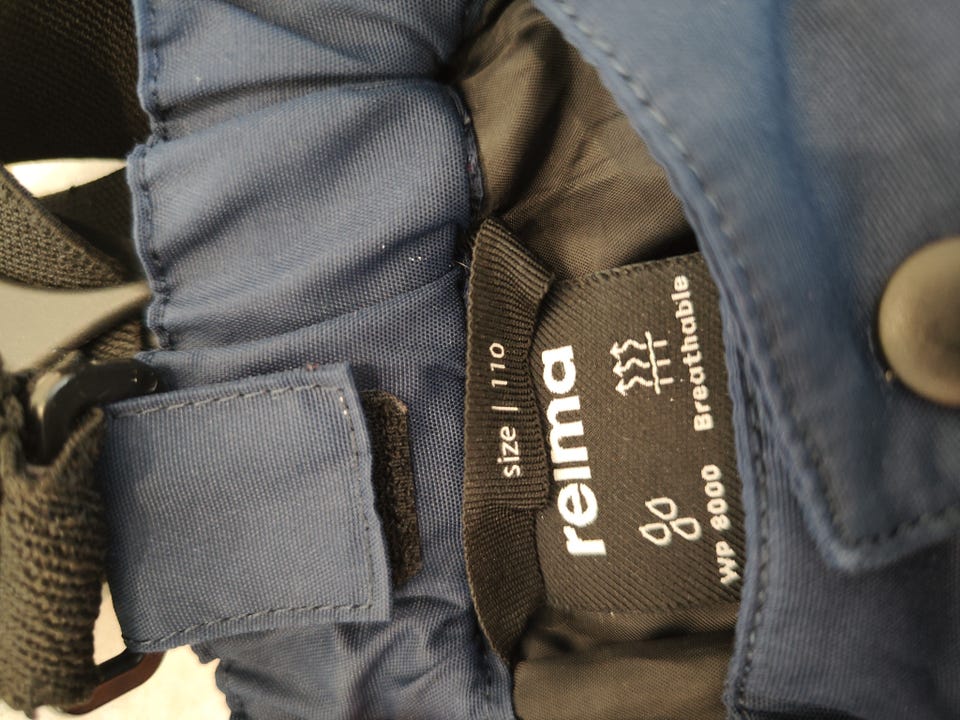 size | 110
reima
WP 8000 Breathable